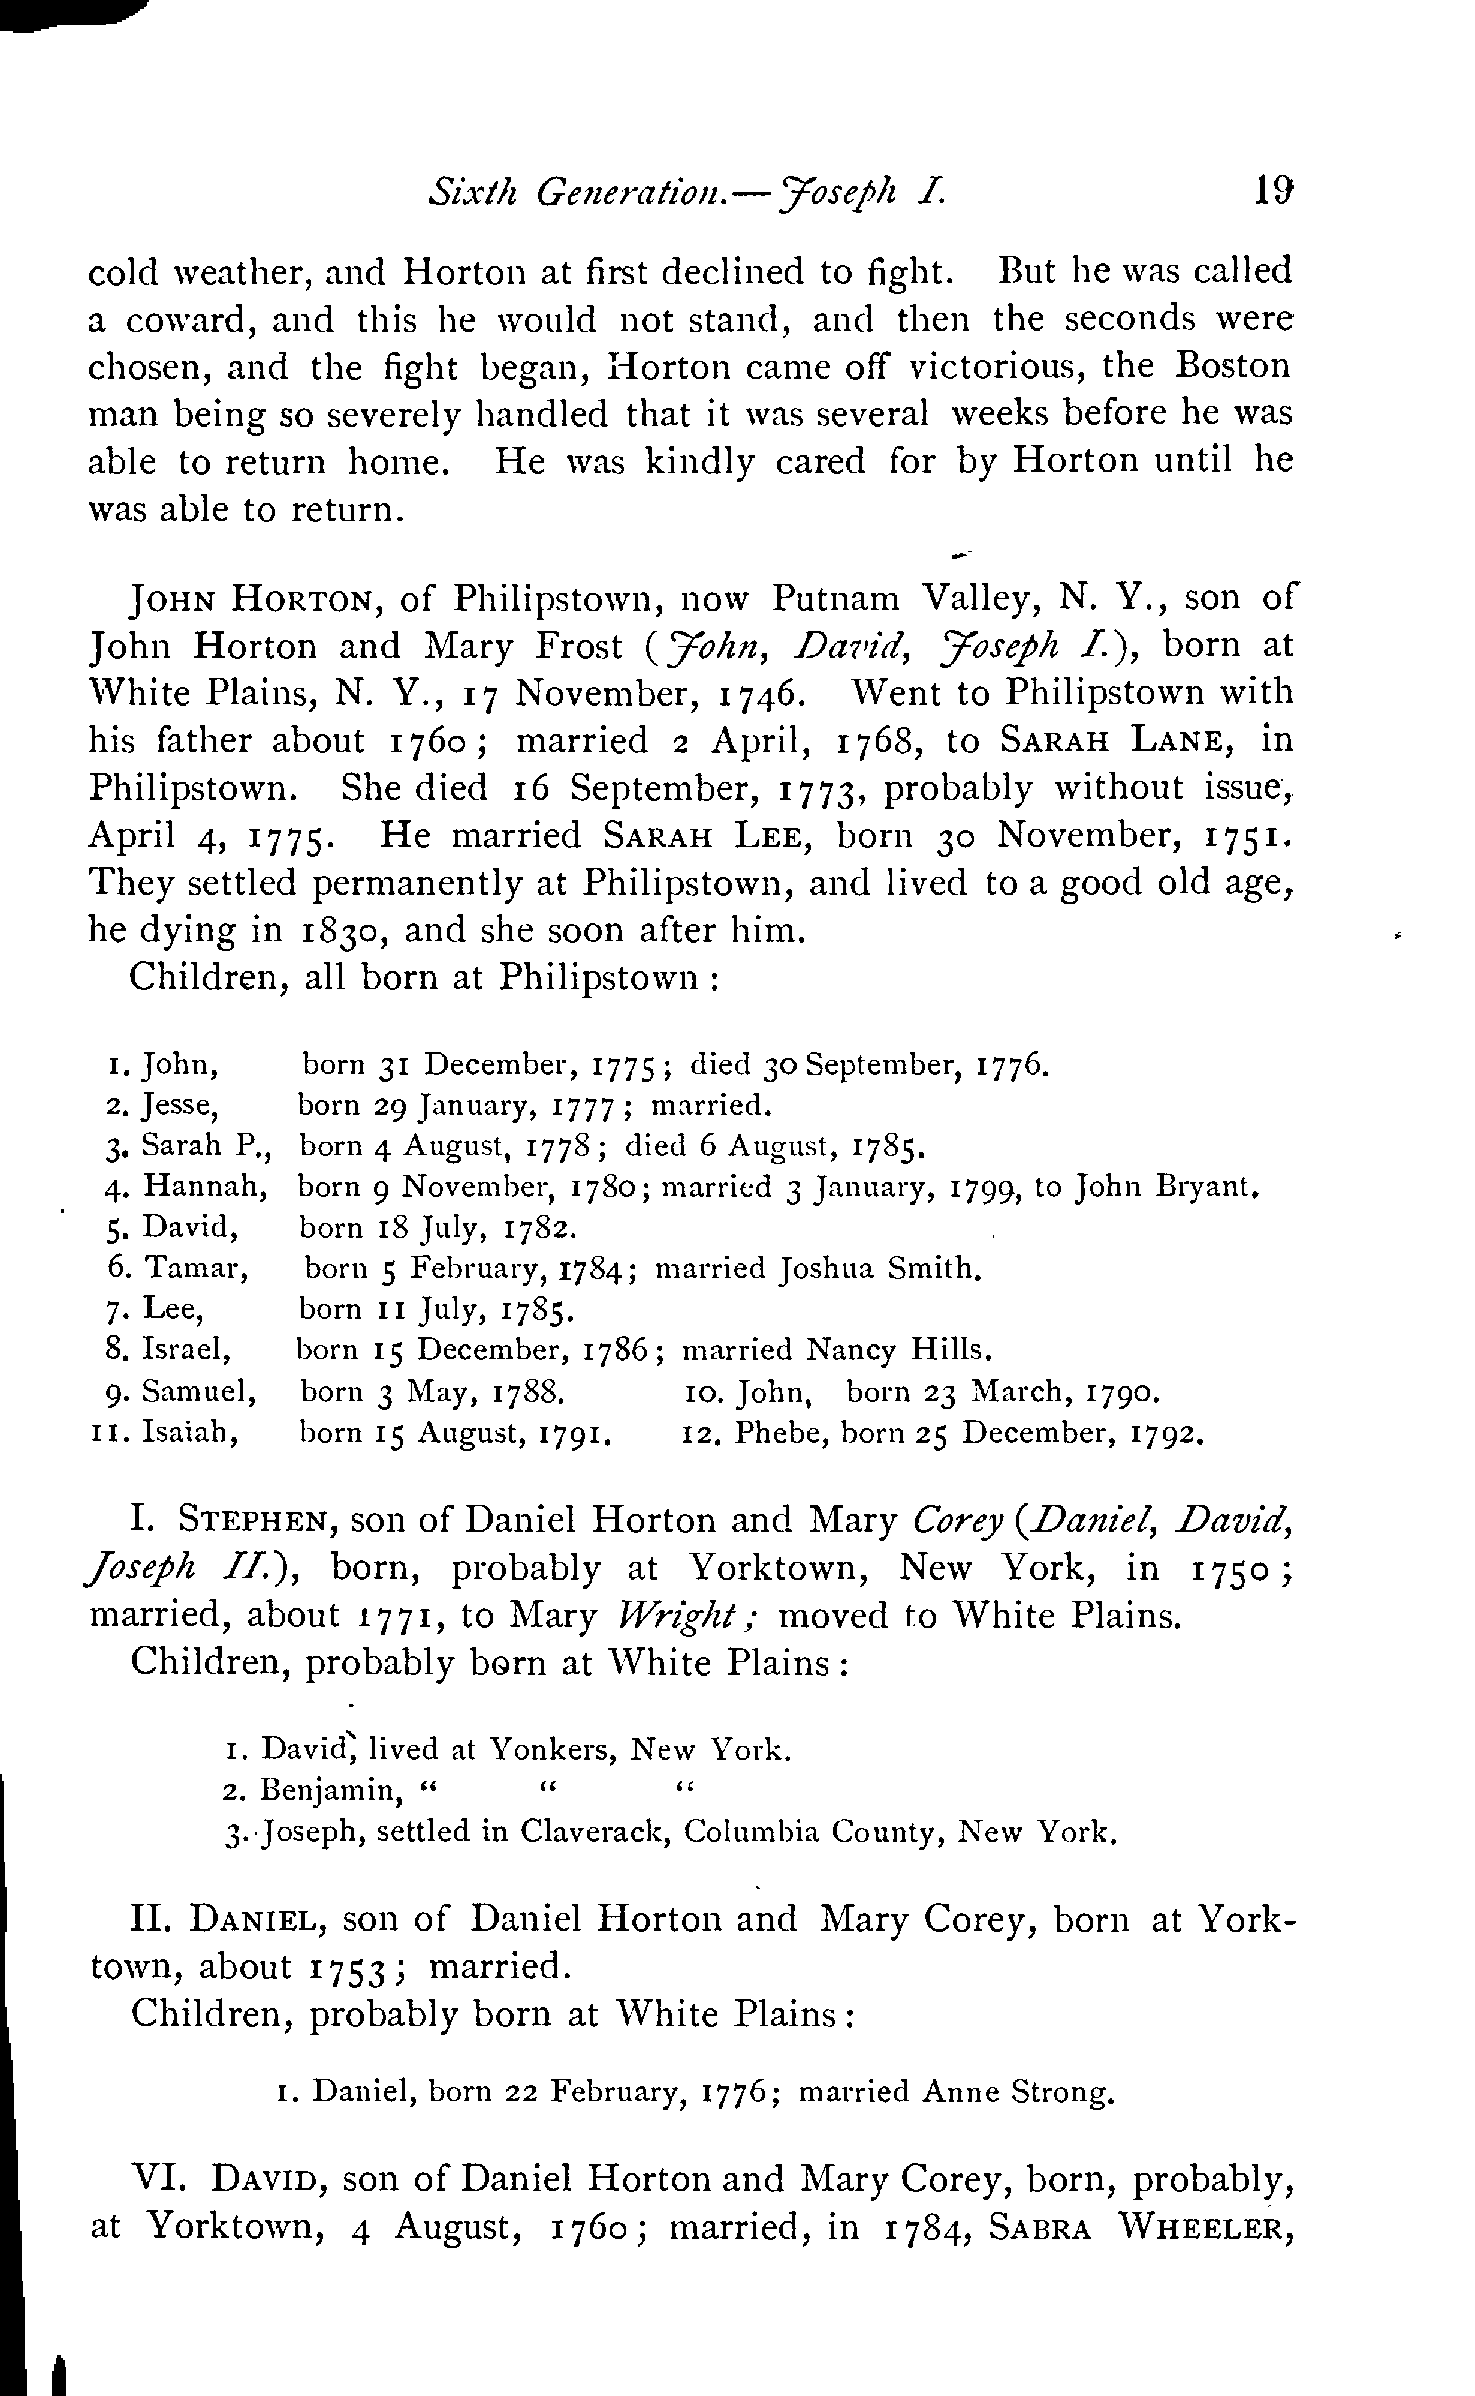 Sixth Generation.—Joseph I. 19
cold weather, and Horton at first declined to fight. But he was called
a coward, and this he would not stand, and then the seconds were
chosen, and the fight began, Horton came off victorious, the Boston
man being so severely handled that it was several weeks before he was
able to return home. He was kindly cared for by Horton until he
was able to return.
JOHN HORTON, of Philipstown, now Putnam Valley, N. Y., son of
John Horton and Mary Frost (John, David, Joseph I.), born at
White Plains, N. Y., 17 November, 1746. Went to Philipstown with
his father about 1760; married 2 April, 1768, to SARAH LANE, in
Philipstown. She died 16 September, 1773, probably without issue,
April 4, 1775. He married SARAH LEE, born 30 November, 1751.
They settled permanently at Philipstown, and lived to a good old age,
he dying in 1830, and she soon after him.
Children, all born at Philipstown:
1. John, born 31 December, 1775; died 30 September, 1776.
2. Jesse, born 29 January, 1777; married.
3. Sarah P., born 4 August, 1778; died 6 August, 1785.
4. Hannah, born 9 November, 1780; married 3 January, 1799, to John Bryant.
5. David, born 18 July, 1782.
6. Tamar, born 5 February, 1784; married Joshua Smith.
7. Lee, born 11 July, 1785.
8. Israel, born 15 December, 1786; married Nancy Hills.
9. Samuel, born 3 May, 1788. 10. John, born 23 March, 1790.
11. Isaiah, born 15 August, 1791. 12. Phebe, born 25 December, 1792.
I. STEPHEN, son of Daniel Horton and Mary Corey (Daniel, David,
Joseph II.), born, probably at Yorktown, New York, in 1750;
married, about 1771, to Mary Wright; moved to White Plains.
Children, probably born at White Plains:
1. David, lived at Yonkers, New York.
2. Benjamin, " " "
3. Joseph, settled in Claverack, Columbia County, New York.
II. DANIEL, son of Daniel Horton and Mary Corey, born at York-
town, about 1753; married.
Children, probably born at White Plains:
1. Daniel, born 22 February, 1776; married Anne Strong.
VI. DAVID, son of Daniel Horton and Mary Corey, born, probably,
at Yorktown, 4 August, 1760; married, in 1784, SABRA WHEELER,